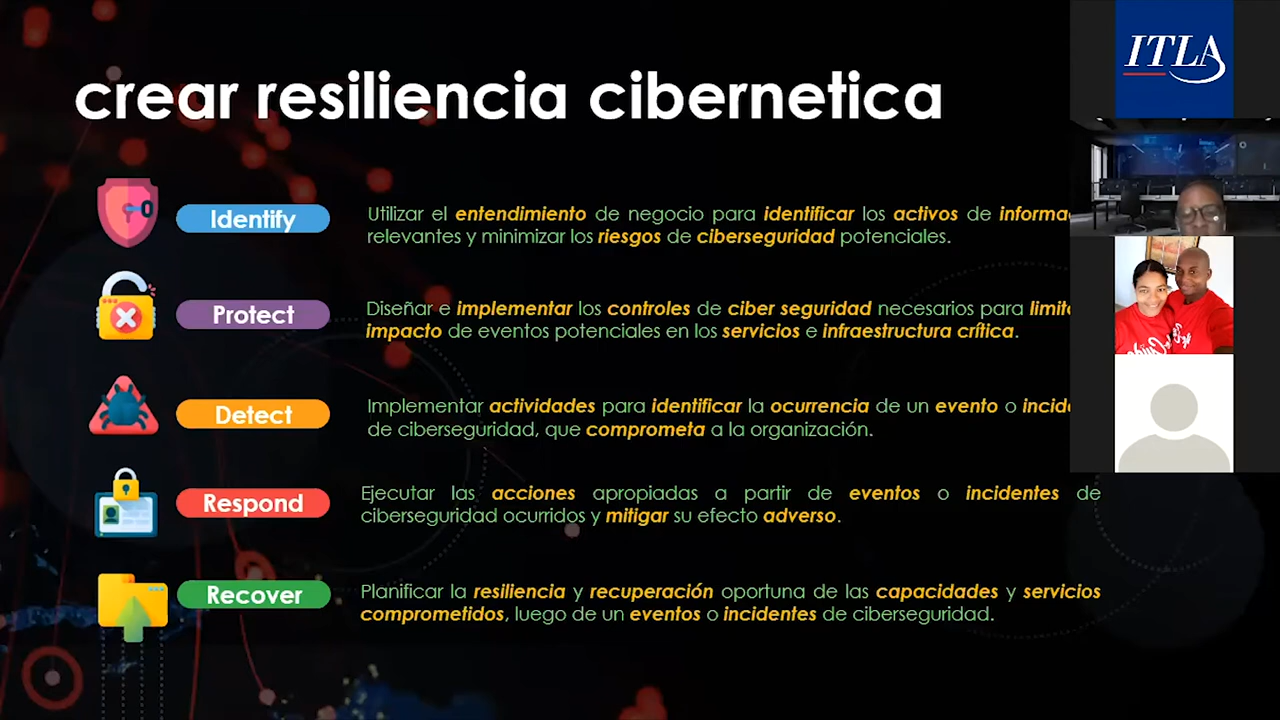 ITLA
crear resiliencia cibernetica
Identify
Utilizar el entendimiento de negocio para identificar los activos de
relevantes y minimizar los riesgos de ciberseguridad potenciales.
Protect
Diseñar e implementar los controles de ciber seguridad necesarios para
impacto de eventos potenciales en los servicios e infraestructura crítica.
Detect
Implementar actividades para identificar la ocurrencia de un evento o
de ciberseguridad, que comprometa a la organización.
Respond
Ejecutar las acciones apropiadas a partir de eventos o incidentes de
ciberseguridad ocurridos y mitigar su efecto adverso.
Recover
Planificar la resiliencia y recuperación oportuna de las capacidades y servicios
comprometidos, luego de un eventos o incidentes de ciberseguridad.